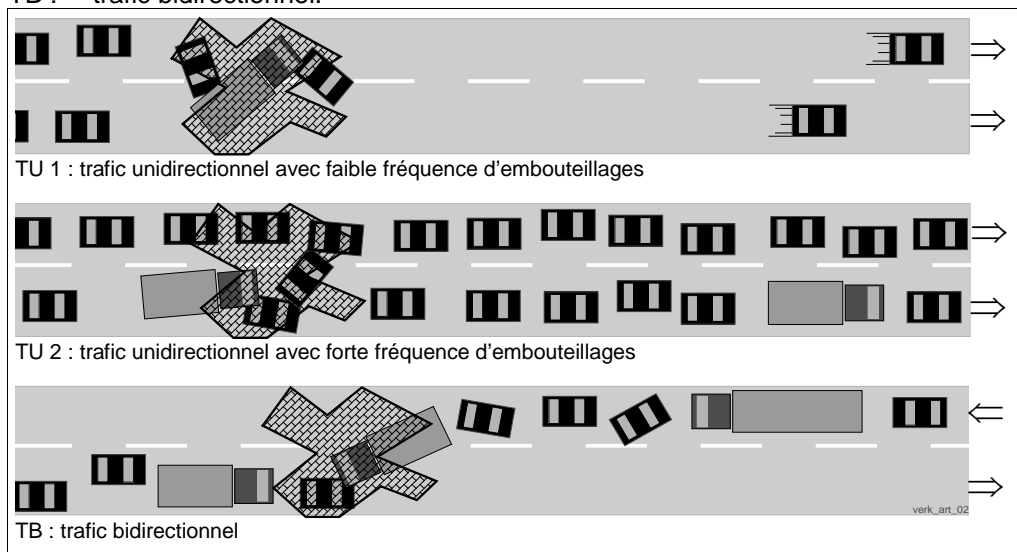 TB : trafic bidirectionnel.
TU 1 : trafic unidirectionnel avec faible fréquence d'embouteillages
TU 2 : trafic unidirectionnel avec forte fréquence d'embouteillages
verk_art_02
TB : trafic bidirectionnel